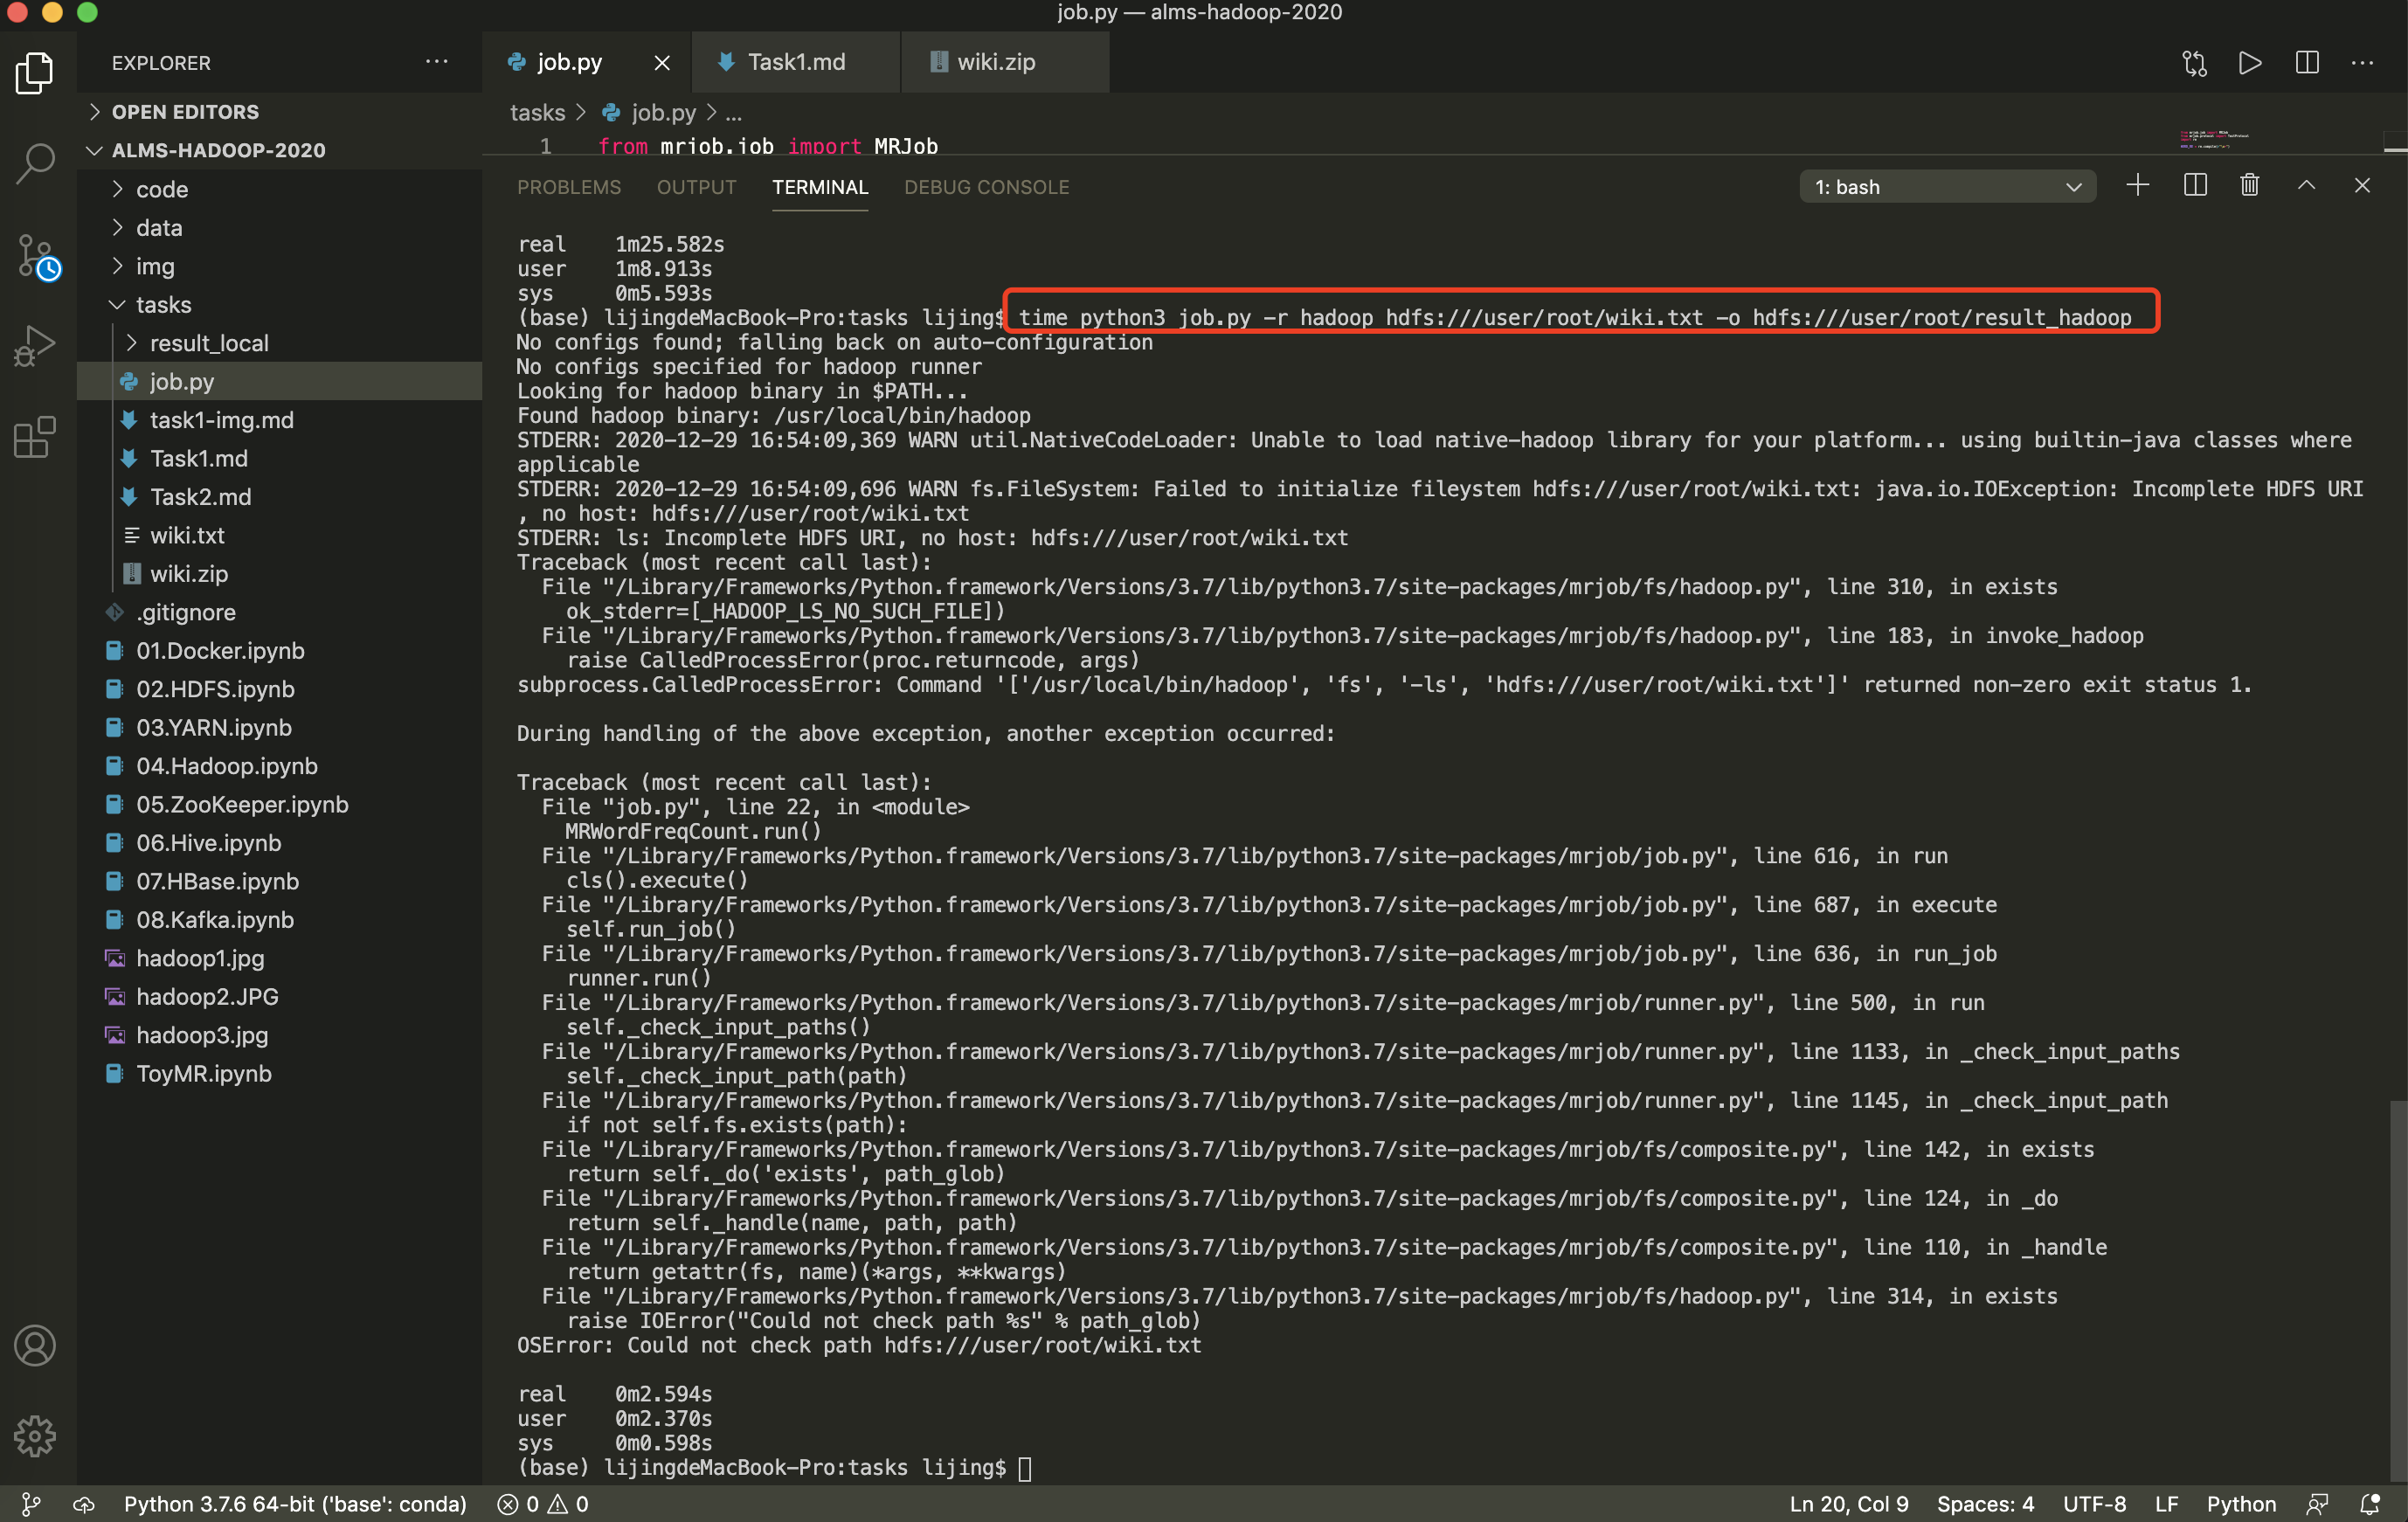 job.py — alms-hadoop-2020
EXPLORER
job.py
Task1.md
wiki.zip
OPEN EDITORS
ALMS-HADOOP-2020
code
data
img
tasks
result_local
job.py
task1-img.md
Task1.md
Task2.md
wiki.txt
wiki.zip
.gitignore
01.Docker.ipynb
02.HDFS.ipynb
03.YARN.ipynb
04.Hadoop.ipynb
05.ZooKeeper.ipynb
06.Hive.ipynb
07.HBase.ipynb
08.Kafka.ipynb
hadoop1.jpg
hadoop2.JPG
hadoop3.jpg
ToyMR.ipynb
tasks > job.py > ...
1 from mrjob.job import MRJob
PROBLEMS OUTPUT TERMINAL DEBUG CONSOLE 1: bash
real 1m25.582s
user 1m8.913s
sys 0m5.593s
(base) lijingdeMacBook-Pro:tasks lijing$ time python3 job.py -r hadoop hdfs:///user/root/wiki.txt -o hdfs:///user/root/result_hadoop
No configs found; falling back on auto-configuration
No configs specified for hadoop runner
Looking for hadoop binary in $PATH...
Found hadoop binary: /usr/local/bin/hadoop
STDERR: 2020-12-29 16:54:09,369 WARN util.NativeCodeLoader: Unable to load native-hadoop library for your platform... using builtin-java classes where
applicable
STDERR: 2020-12-29 16:54:09,696 WARN fs.FileSystem: Failed to initialize fileystem hdfs:///user/root/wiki.txt: java.io.IOException: Incomplete HDFS URI
, no host: hdfs:///user/root/wiki.txt
STDERR: ls: Incomplete HDFS URI, no host: hdfs:///user/root/wiki.txt
Traceback (most recent call last):
  File "/Library/Frameworks/Python.framework/Versions/3.7/lib/python3.7/site-packages/mrjob/fs/hadoop.py", line 310, in exists
    ok_stderr=[_HADOOP_LS_NO_SUCH_FILE])
  File "/Library/Frameworks/Python.framework/Versions/3.7/lib/python3.7/site-packages/mrjob/fs/hadoop.py", line 183, in invoke_hadoop
    raise CalledProcessError(proc.returncode, args)
subprocess.CalledProcessError: Command '['/usr/local/bin/hadoop', 'fs', '-ls', 'hdfs:///user/root/wiki.txt']' returned non-zero exit status 1.
During handling of the above exception, another exception occurred:
Traceback (most recent call last):
  File "job.py", line 22, in <module>
    MRWordFreqCount.run()
  File "/Library/Frameworks/Python.framework/Versions/3.7/lib/python3.7/site-packages/mrjob/job.py", line 616, in run
    cls().execute()
  File "/Library/Frameworks/Python.framework/Versions/3.7/lib/python3.7/site-packages/mrjob/job.py", line 687, in execute
    self.run_job()
  File "/Library/Frameworks/Python.framework/Versions/3.7/lib/python3.7/site-packages/mrjob/job.py", line 636, in run_job
    runner.run()
  File "/Library/Frameworks/Python.framework/Versions/3.7/lib/python3.7/site-packages/mrjob/runner.py", line 500, in run
    self._check_input_paths()
  File "/Library/Frameworks/Python.framework/Versions/3.7/lib/python3.7/site-packages/mrjob/runner.py", line 1133, in _check_input_paths
    self._check_input_path(path)
  File "/Library/Frameworks/Python.framework/Versions/3.7/lib/python3.7/site-packages/mrjob/runner.py", line 1145, in _check_input_path
    if not self.fs.exists(path):
  File "/Library/Frameworks/Python.framework/Versions/3.7/lib/python3.7/site-packages/mrjob/fs/composite.py", line 142, in exists
    return self._do('exists', path_glob)
  File "/Library/Frameworks/Python.framework/Versions/3.7/lib/python3.7/site-packages/mrjob/fs/composite.py", line 124, in _do
    return self._handle(name, path, path)
  File "/Library/Frameworks/Python.framework/Versions/3.7/lib/python3.7/site-packages/mrjob/fs/composite.py", line 110, in _handle
    return getattr(fs, name)(*args, **kwargs)
  File "/Library/Frameworks/Python.framework/Versions/3.7/lib/python3.7/site-packages/mrjob/fs/hadoop.py", line 314, in exists
    raise IOError("Could not check path %s" % path_glob)
OSError: Could not check path hdfs:///user/root/wiki.txt
real 0m2.594s
user 0m2.370s
sys 0m0.598s
(base) lijingdeMacBook-Pro:tasks lijing$
Python 3.7.6 64-bit ('base': conda) 0 0 Ln 20, Col 9 Spaces: 4 UTF-8 LF Python